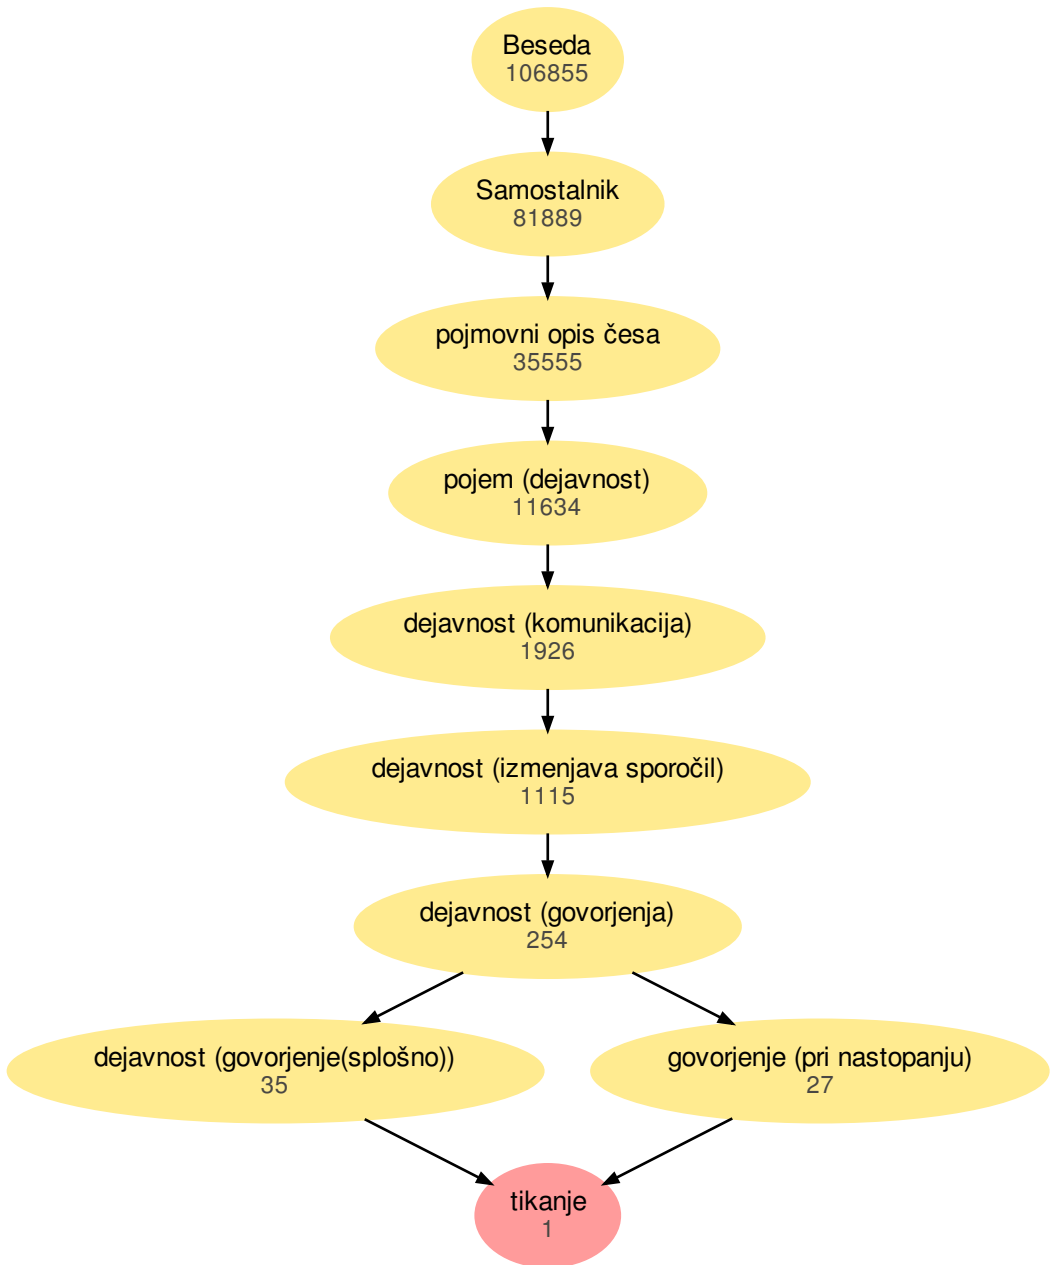 Beseda
106855
Samostalnik
81889
pojmovni opis česa
35555
pojem (dejavnost)
11634
dejavnost (komunikacija)
1926
dejavnost (izmenjava sporočil)
1115
dejavnost (govorjenja)
254
dejavnost (govorjenje(splošno))
35
govorjenje (pri nastopanju)
27
tikanje
1